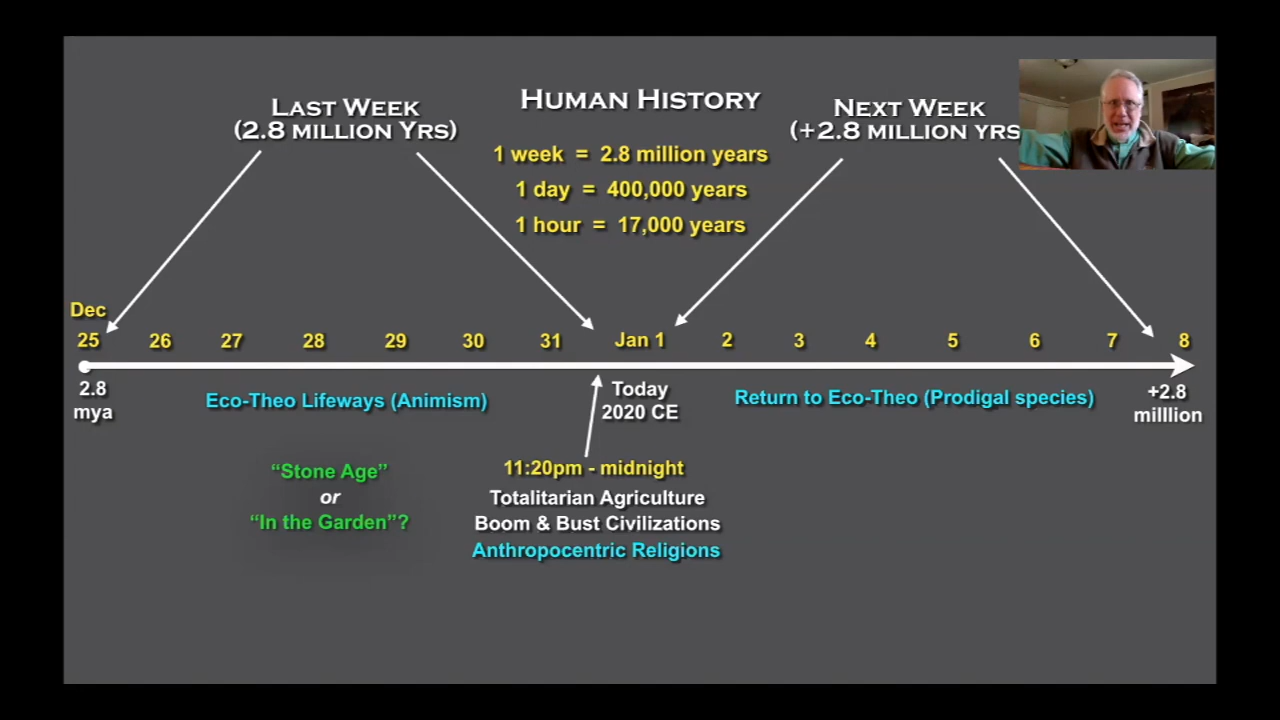 HUMAN HISTORY
LAST WEEK
(2.8 MILLION YRS)
NEXT WEEK
(+2.8 MILLION YRS
1 week = 2.8 million years
1 day = 400,000 years
1 hour = 17,000 years
Dec
25 26 27 28 29 30 31 Jan 1 2 3 4 5 6 7 8
2.8
mya
Eco-Theo Lifeways (Animism)
Today
2020 CE
Return to Eco-Theo (Prodigal species)
+2.8
milllion
“Stone Age”
or
“In the Garden”?
11:20pm - midnight
Totalitarian Agriculture
Boom & Bust Civilizations
Anthropocentric Religions